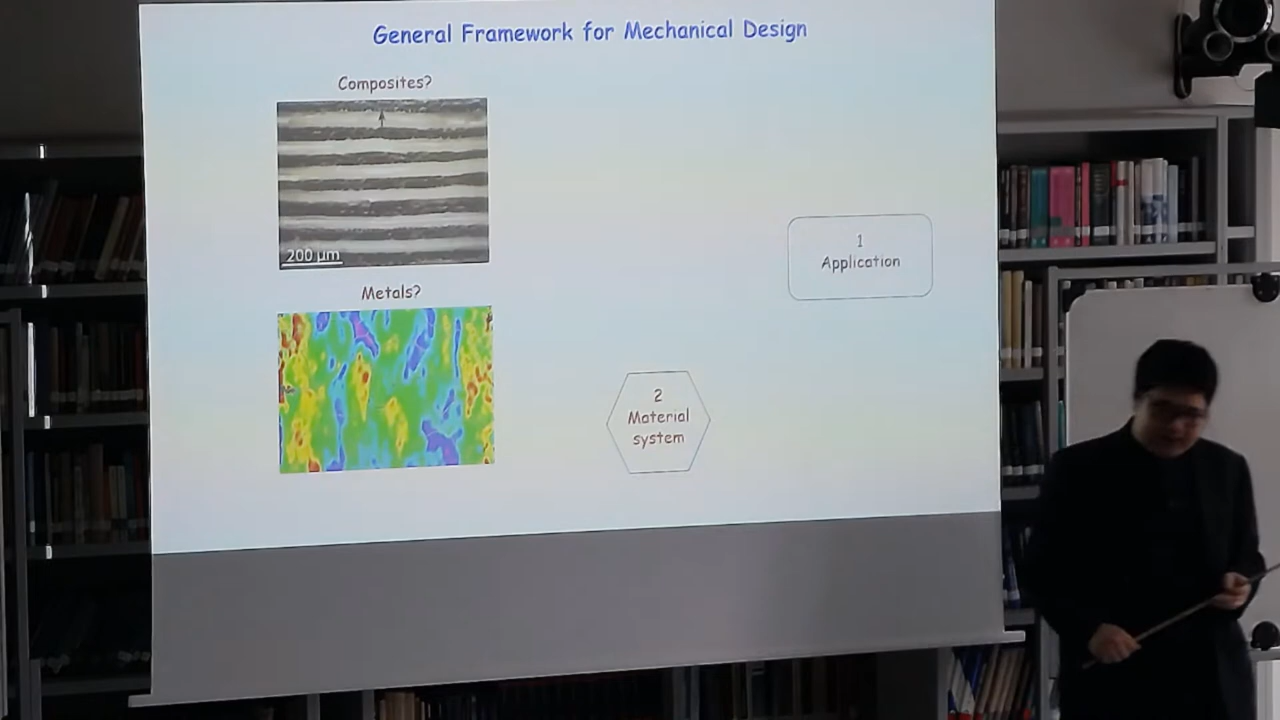 General Framework for Mechanical Design
Composites?
200 µm
Metals?
1
Application
2
Material
system